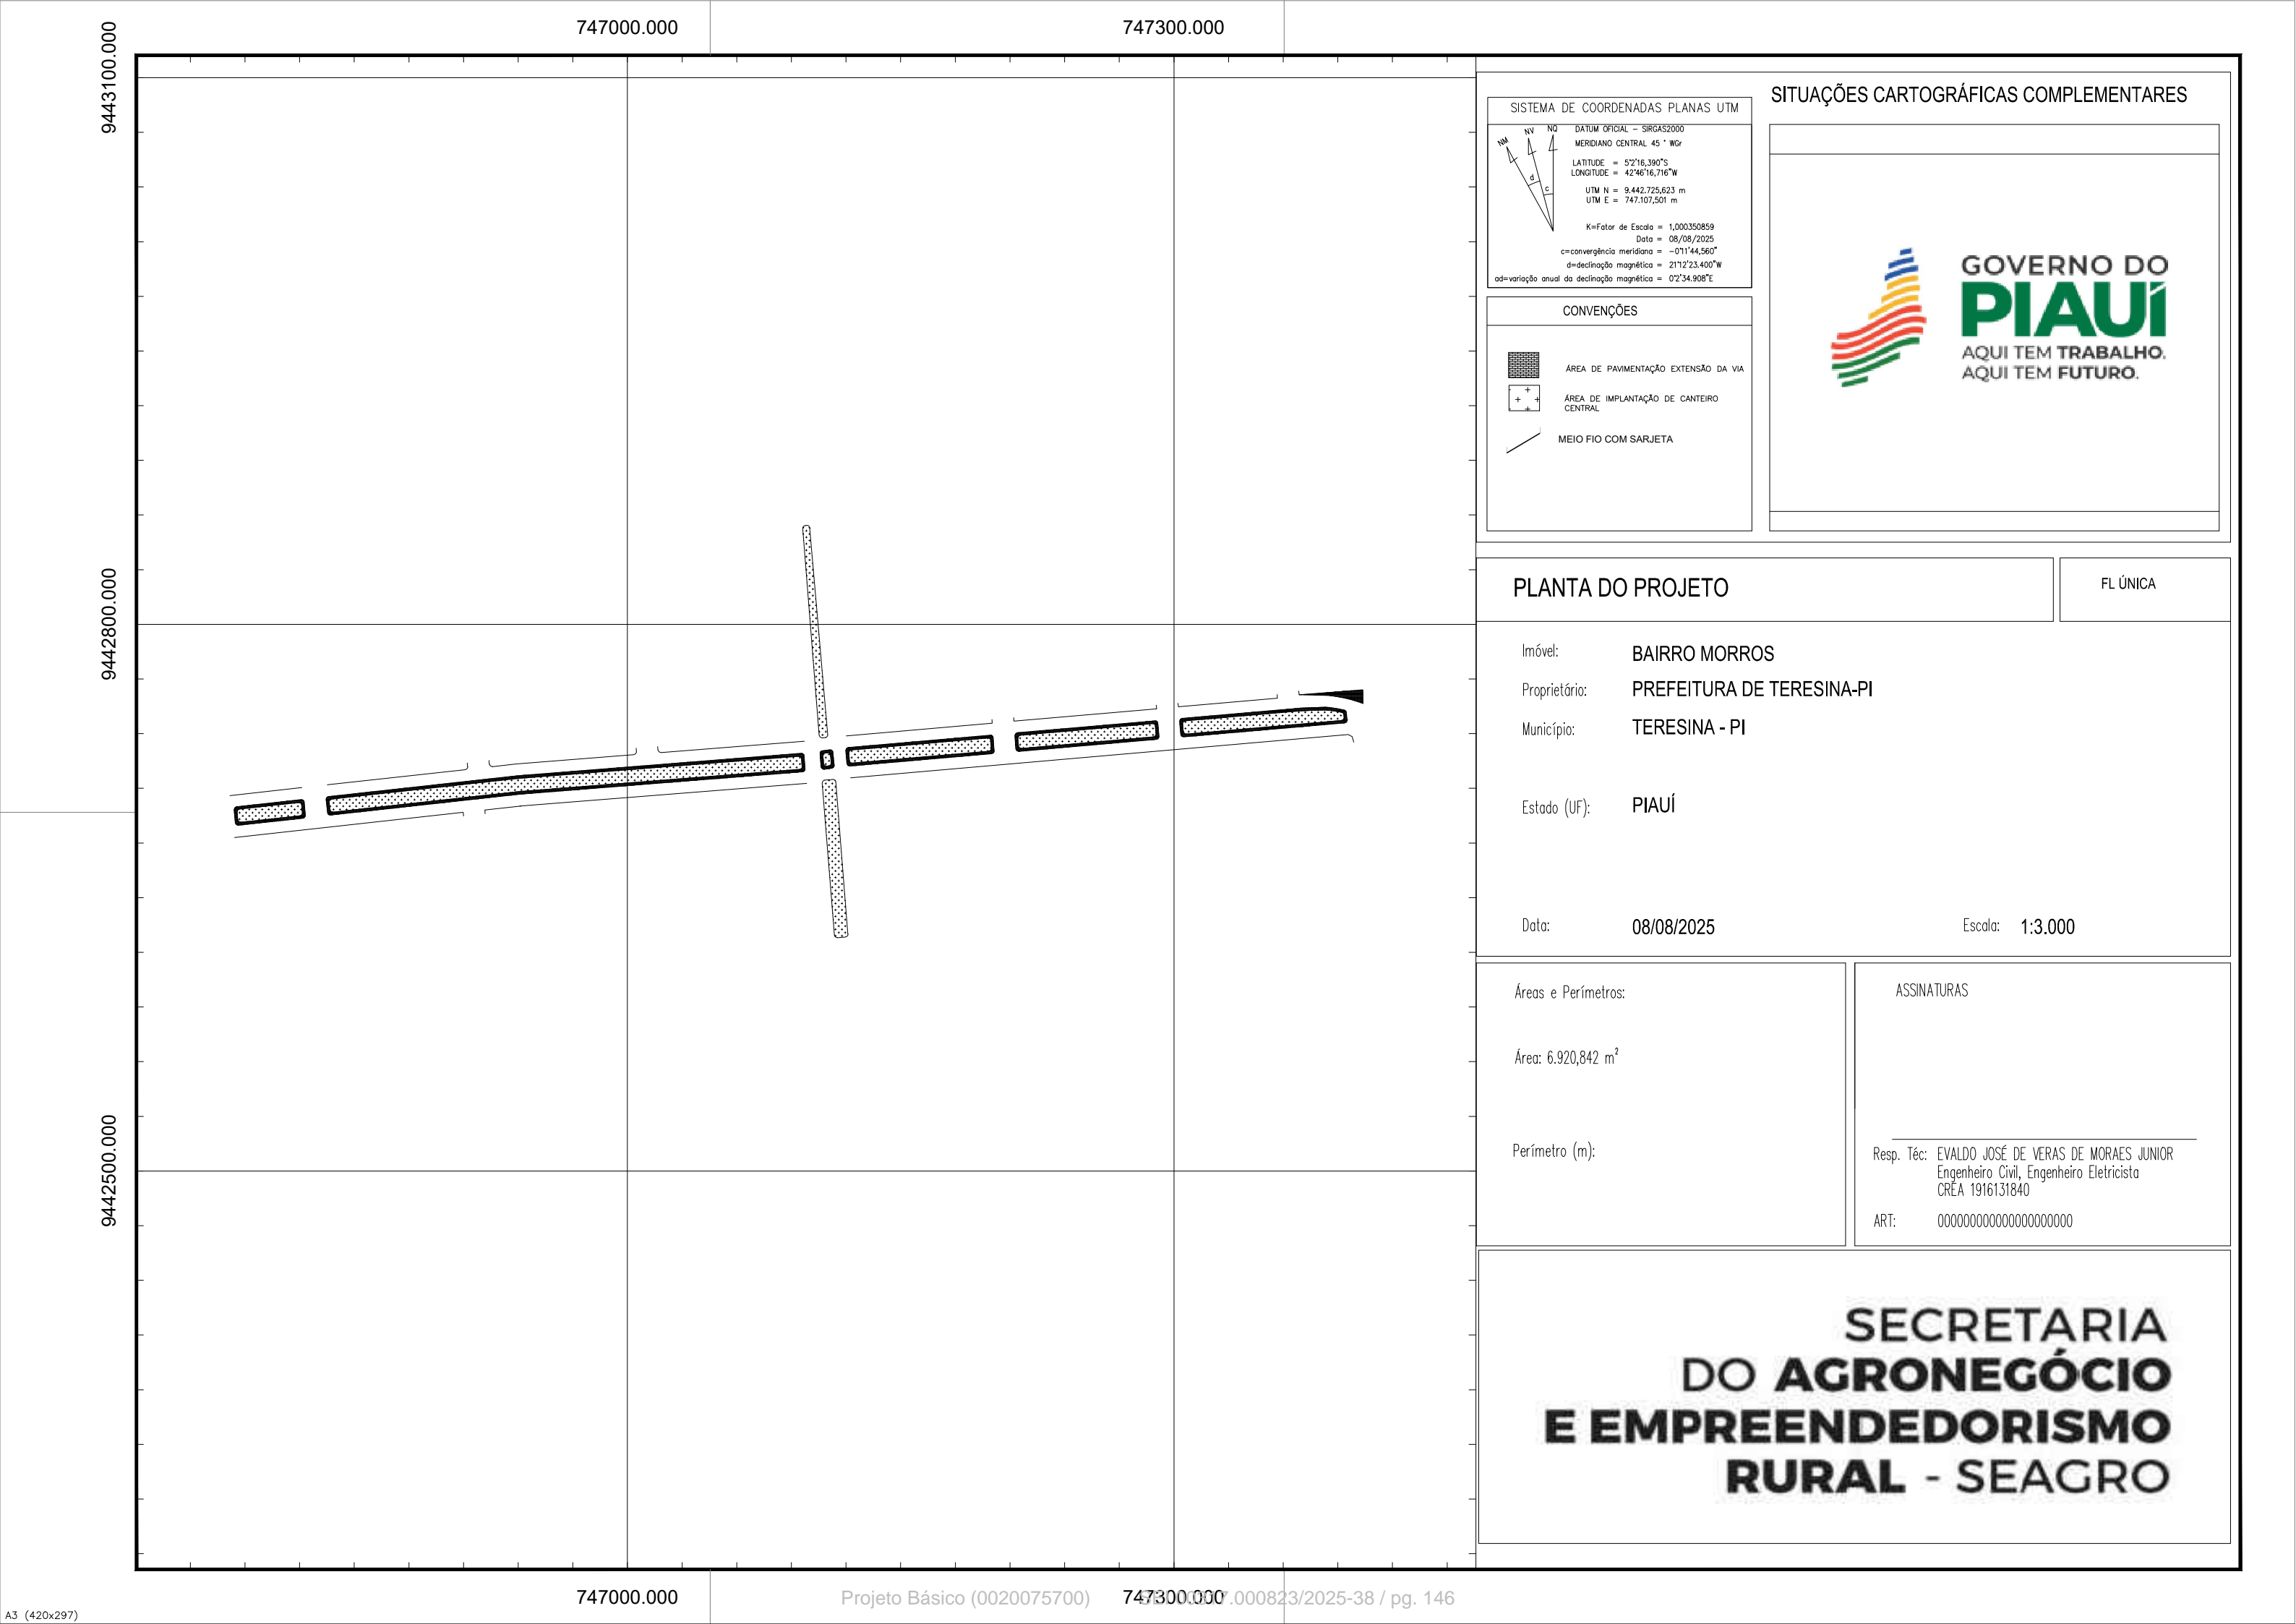 747000.000
747300.000
9443100.000
9442800.000
9442500.000
SISTEMA DE COORDENADAS PLANAS UTM
NM
NV
NQ
d
c
DATUM OFICIAL - SIRGAS2000
MERIDIANO CENTRAL 45 ° WGr
LATITUDE = 5°2'16,390"S
LONGITUDE = 42°46'16,716"W
UTM N = 9.442.725,623 m
UTM E = 747.107,501 m
K=Fator de Escala = 1,000350859
Data = 08/08/2025
c=convergência meridiana = -0°11'44,560"
d=declinação magnética = 21°12'23.400"W
ad=variação anual da declinação magnética = 0°2'34.908"E
CONVENÇÕES
ÁREA DE PAVIMENTAÇÃO EXTENSÃO DA VIA
ÁREA DE IMPLANTAÇÃO DE CANTEIRO
CENTRAL
MEIO FIO COM SARJETA
SITUAÇÕES CARTOGRÁFICAS COMPLEMENTARES
GOVERNO DO
PIAUÍ
AQUI TEM TRABALHO.
AQUI TEM FUTURO.
PLANTA DO PROJETO
FL ÚNICA
Imóvel: BAIRRO MORROS
Proprietário: PREFEITURA DE TERESINA-PI
Município: TERESINA - PI
Estado (UF): PIAUÍ
Data: 08/08/2025 Escala: 1:3.000
Áreas e Perímetros:
Área: 6.920,842 m²
Perímetro (m):
ASSINATURAS
Resp. Téc: EVALDO JOSÉ DE VERAS DE MORAES JUNIOR
Engenheiro Civil, Engenheiro Eletricista
CREA 1916131840
ART: 00000000000000000000
SECRETARIA
DO AGRONEGÓCIO
E EMPREENDEDORISMO
RURAL - SEAGRO
747000.000
747300.000
Projeto Básico (0020075700) .000823/2025-38 / pg. 146
A3 (420x297)